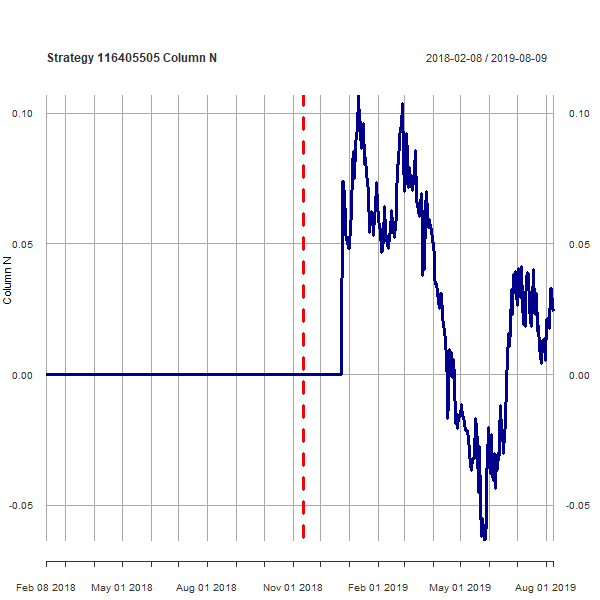 Strategy 116405505 Column N
2018-02-08 / 2019-08-09
0.10
0.10
0.05
0.05
Column N
0.00
0.00
-0.05
-0.05
Feb 08 2018
May 01 2018
Aug 01 2018
Nov 01 2018
Feb 01 2019
May 01 2019
Aug 01 2019